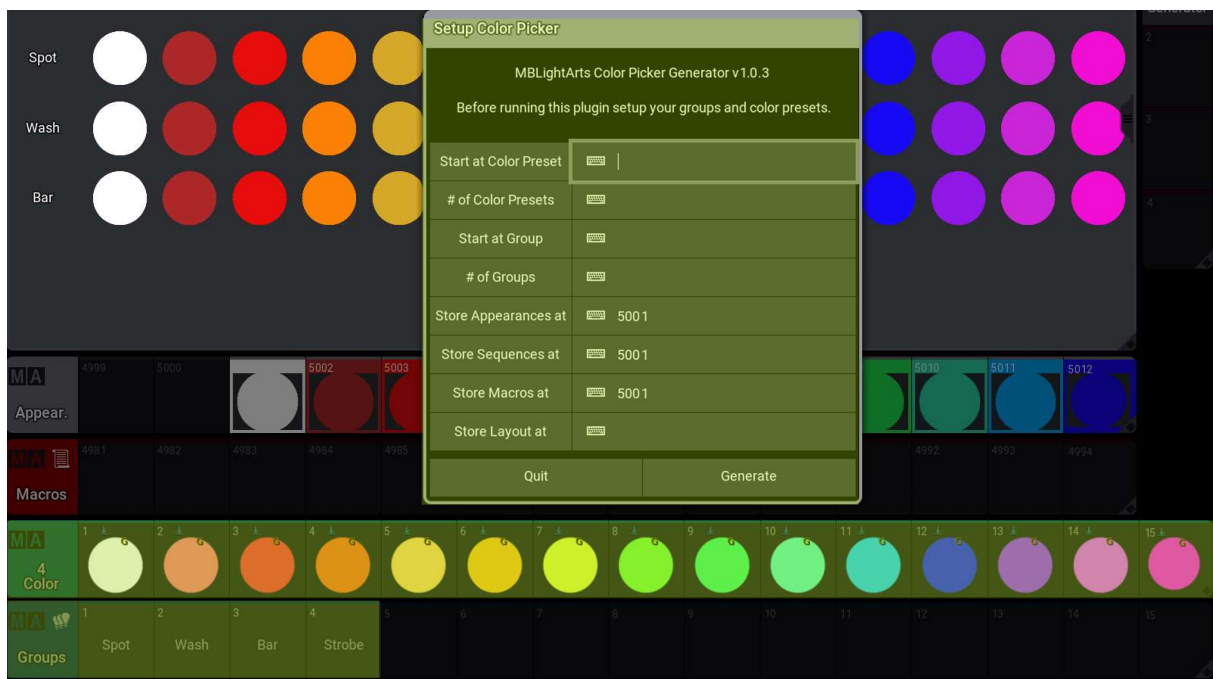 Generator
Setup Color Picker
2
Spot
MBLightArts Color Picker Generator v1.0.3
Before running this plugin setup your groups and color presets.
Wash
3
Start at Color Preset
Bar
# of Color Presets
4
Start at Group
# of Groups
Store Appearances at 5001
Store Sequences at 5001
MA 4999 5000 5002 5003 5010 5011 5012
Store Macros at 5001
Appear.
Store Layout at
MA 4981 4982 4983 4984 4985 4992 4993 4994
Quit Generate
Macros
MA 1 G 2 G 3 G 4 G 5 G 6 G 7 G 8 G 9 G 10 G 11 G 12 G 13 G 14 G 15 G
4
Color
MA 1 2 3 4 5 6 7 8 9 10 11 12 13 14 15
Spot Wash Bar Strobe
Groups